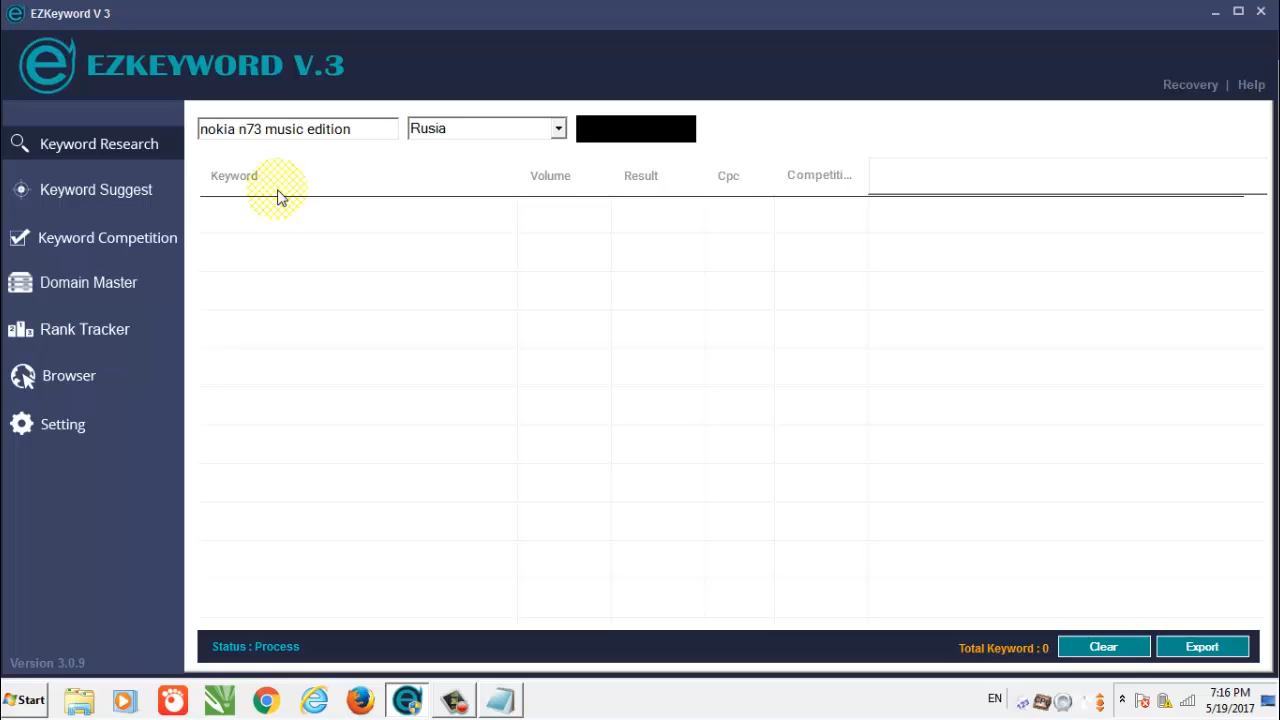 EZKeyword V 3
EZKEYWORD V.3
Recovery | Help
Keyword Research
Keyword Suggest
Keyword Competition
Domain Master
Rank Tracker
Browser
Setting
Version 3.0.9
nokia n73 music edition
Rusia
Keyword Volume Result Cpc Competiti...
Status : Process
Total Keyword : 0
Clear
Export
Start
EN
7:16 PM
5/19/2017